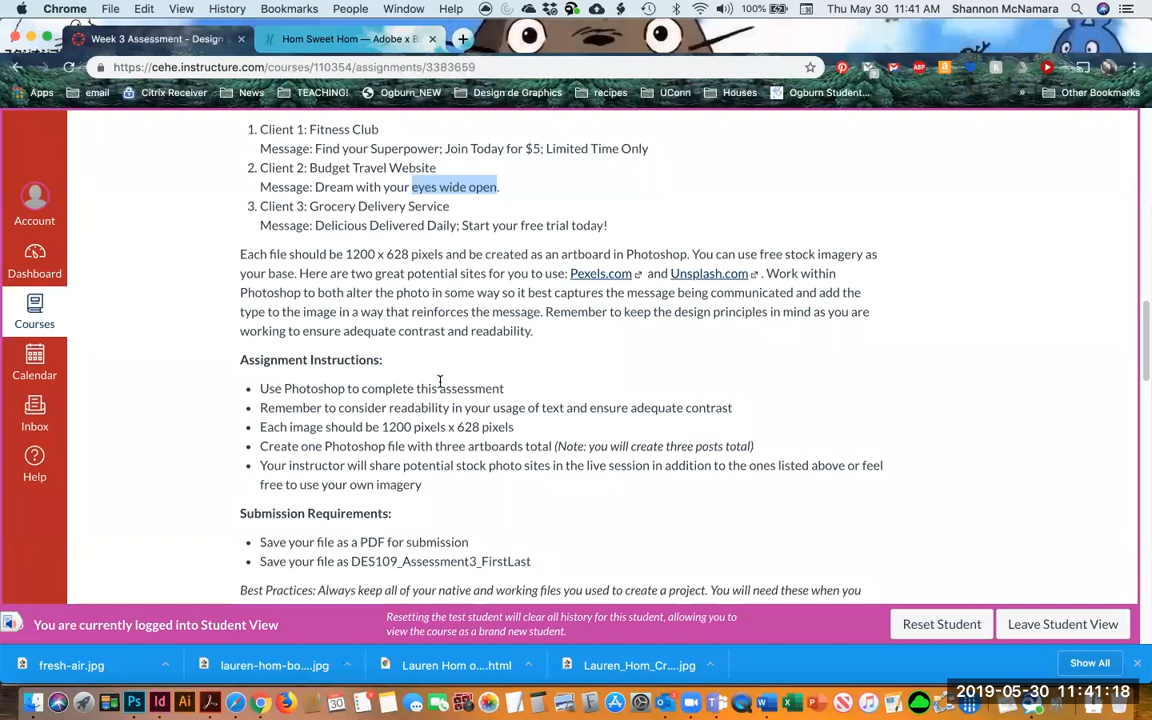 Chrome File Edit View History Bookmarks People Window Help 100% Thu May 30 11:41 AM Shannon McNamara
Week 3 Assessment - Design Hom Sweet Hom — Adobe x B
https://cehe.instructure.com/courses/110354/assignments/3383659
Apps email Citrix Receiver News TEACHING! Ogburn_NEW Design de Graphics recipes UConn Houses Ogburn Student... » Other Bookmarks
Account
Dashboard
Courses
Calendar
Inbox
Help
1. Client 1: Fitness Club
Message: Find your Superpower; Join Today for $5; Limited Time Only
2. Client 2: Budget Travel Website
Message: Dream with your eyes wide open.
3. Client 3: Grocery Delivery Service
Message: Delicious Delivered Daily; Start your free trial today!
Each file should be 1200 x 628 pixels and be created as an artboard in Photoshop. You can use free stock imagery as
your base. Here are two great potential sites for you to use: Pexels.com and Unsplash.com . Work within
Photoshop to both alter the photo in some way so it best captures the message being communicated and add the
type to the image in a way that reinforces the message. Remember to keep the design principles in mind as you are
working to ensure adequate contrast and readability.
Assignment Instructions:
• Use Photoshop to complete this assessment
• Remember to consider readability in your usage of text and ensure adequate contrast
• Each image should be 1200 pixels x 628 pixels
• Create one Photoshop file with three artboards total (Note: you will create three posts total)
• Your instructor will share potential stock photo sites in the live session in addition to the ones listed above or feel
free to use your own imagery
Submission Requirements:
• Save your file as a PDF for submission
• Save your file as DES109_Assessment3_FirstLast
Best Practices: Always keep all of your native and working files you used to create a project. You will need these when you
You are currently logged into Student View
Resetting the test student will clear all history for this student, allowing you to
view the course as a brand new student.
Reset Student
Leave Student View
fresh-air.jpg lauren-hom-bo....jpg Lauren Hom o....html Lauren_Hom_Cr....jpg Show All
2019-05-30 11:41:18